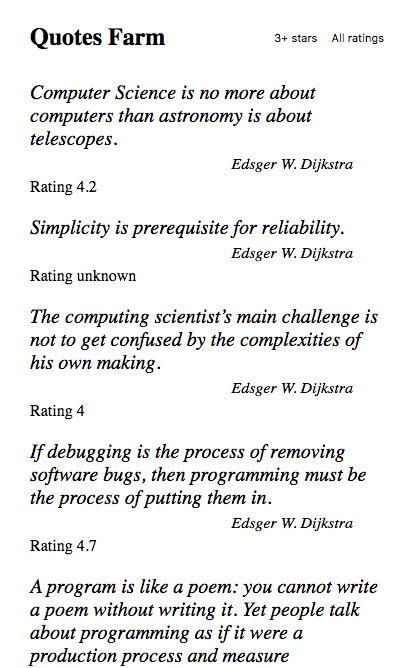 Quotes Farm
3+ stars All ratings
Computer Science is no more about
computers than astronomy is about
telescopes.
Edsger W. Dijkstra
Rating 4.2
Simplicity is prerequisite for reliability.
Edsger W. Dijkstra
Rating unknown
The computing scientist’s main challenge is
not to get confused by the complexities of
his own making.
Edsger W. Dijkstra
Rating 4
If debugging is the process of removing
software bugs, then programming must be
the process of putting them in.
Edsger W. Dijkstra
Rating 4.7
A program is like a poem: you cannot write
a poem without writing it. Yet people talk
about programming as if it were a
production process and measure